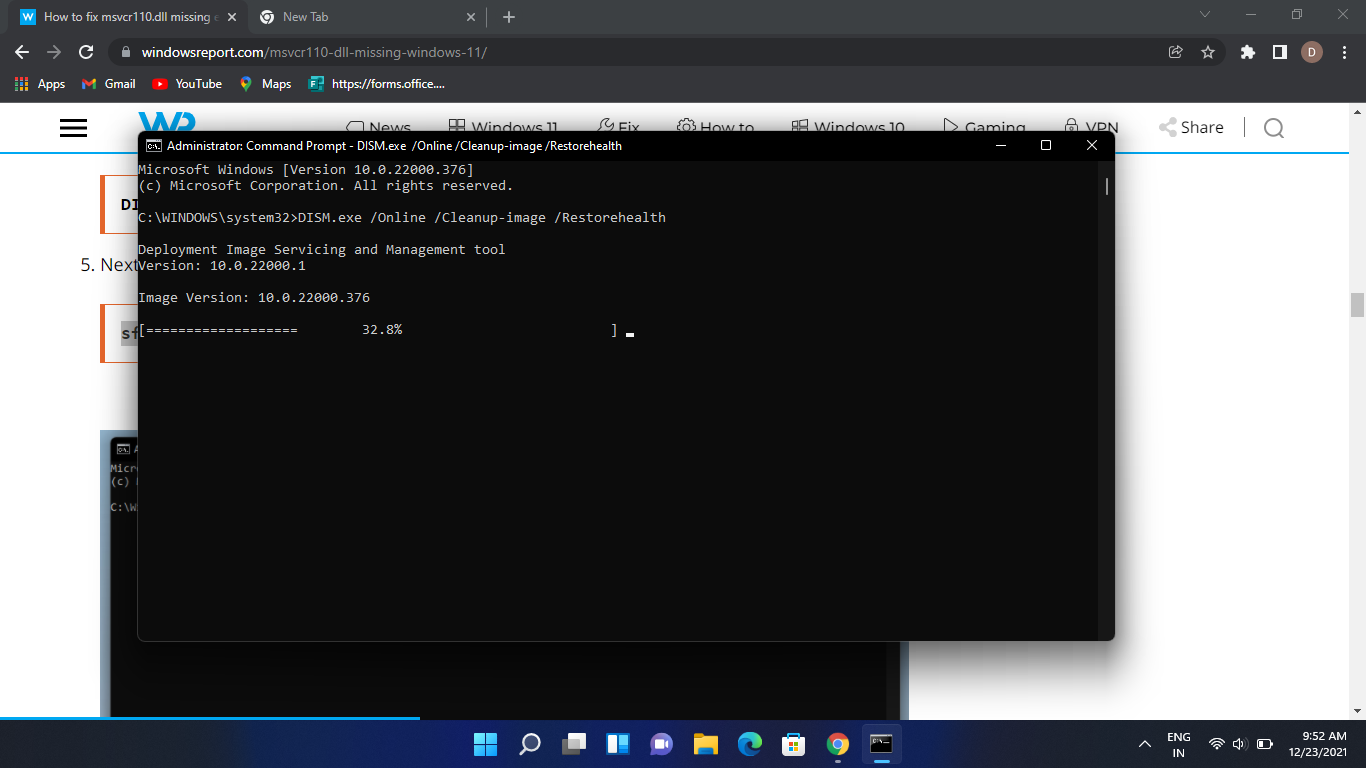 How to fix msvcr110.dll missing e
New Tab
windowsreport.com/msvcr110-dll-missing-windows-11/
D
Apps
Gmail
YouTube
Maps
https://forms.office....
News
Windows 11
Fix
How to
Windows 10
Gaming
VPN
Share
Administrator: Command Prompt - DISM.exe /Online /Cleanup-image /Restorehealth
Microsoft Windows [Version 10.0.22000.376]
(c) Microsoft Corporation. All rights reserved.
DI
C:\WINDOWS\system32>DISM.exe /Online /Cleanup-image /Restorehealth
Deployment Image Servicing and Management tool
5. Next
Version: 10.0.22000.1
Image Version: 10.0.22000.376
sf
[=================== 32.8% ]
A
Micr
(c)
C:\W
ENG
IN
9:52 AM
12/23/2021